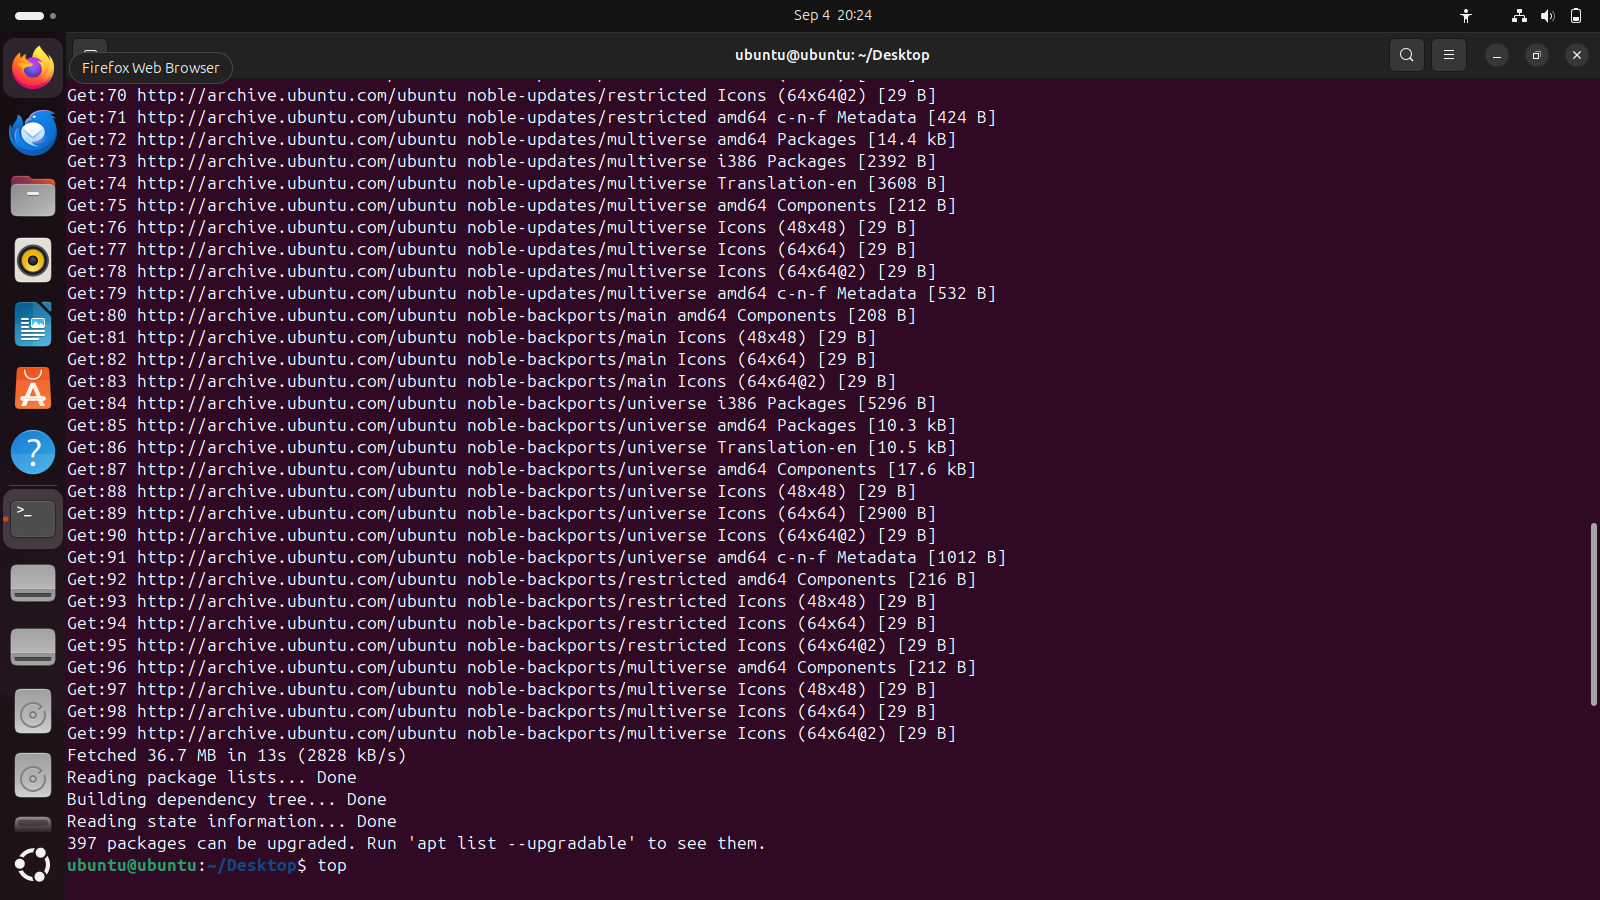 Sep 4 20:24
ubuntu@ubuntu: ~/Desktop
Firefox Web Browser
Get:70 http://archive.ubuntu.com/ubuntu noble-updates/restricted Icons (64x64@2) [29 B]
Get:71 http://archive.ubuntu.com/ubuntu noble-updates/restricted amd64 c-n-f Metadata [424 B]
Get:72 http://archive.ubuntu.com/ubuntu noble-updates/multiverse amd64 Packages [14.4 kB]
Get:73 http://archive.ubuntu.com/ubuntu noble-updates/multiverse i386 Packages [2392 B]
Get:74 http://archive.ubuntu.com/ubuntu noble-updates/multiverse Translation-en [3608 B]
Get:75 http://archive.ubuntu.com/ubuntu noble-updates/multiverse amd64 Components [212 B]
Get:76 http://archive.ubuntu.com/ubuntu noble-updates/multiverse Icons (48x48) [29 B]
Get:77 http://archive.ubuntu.com/ubuntu noble-updates/multiverse Icons (64x64) [29 B]
Get:78 http://archive.ubuntu.com/ubuntu noble-updates/multiverse Icons (64x64@2) [29 B]
Get:79 http://archive.ubuntu.com/ubuntu noble-updates/multiverse amd64 c-n-f Metadata [532 B]
Get:80 http://archive.ubuntu.com/ubuntu noble-backports/main amd64 Components [208 B]
Get:81 http://archive.ubuntu.com/ubuntu noble-backports/main Icons (48x48) [29 B]
Get:82 http://archive.ubuntu.com/ubuntu noble-backports/main Icons (64x64) [29 B]
Get:83 http://archive.ubuntu.com/ubuntu noble-backports/main Icons (64x64@2) [29 B]
Get:84 http://archive.ubuntu.com/ubuntu noble-backports/universe i386 Packages [5296 B]
Get:85 http://archive.ubuntu.com/ubuntu noble-backports/universe amd64 Packages [10.3 kB]
Get:86 http://archive.ubuntu.com/ubuntu noble-backports/universe Translation-en [10.5 kB]
Get:87 http://archive.ubuntu.com/ubuntu noble-backports/universe amd64 Components [17.6 kB]
Get:88 http://archive.ubuntu.com/ubuntu noble-backports/universe Icons (48x48) [29 B]
Get:89 http://archive.ubuntu.com/ubuntu noble-backports/universe Icons (64x64) [2900 B]
Get:90 http://archive.ubuntu.com/ubuntu noble-backports/universe Icons (64x64@2) [29 B]
Get:91 http://archive.ubuntu.com/ubuntu noble-backports/universe amd64 c-n-f Metadata [1012 B]
Get:92 http://archive.ubuntu.com/ubuntu noble-backports/restricted amd64 Components [216 B]
Get:93 http://archive.ubuntu.com/ubuntu noble-backports/restricted Icons (48x48) [29 B]
Get:94 http://archive.ubuntu.com/ubuntu noble-backports/restricted Icons (64x64) [29 B]
Get:95 http://archive.ubuntu.com/ubuntu noble-backports/restricted Icons (64x64@2) [29 B]
Get:96 http://archive.ubuntu.com/ubuntu noble-backports/multiverse amd64 Components [212 B]
Get:97 http://archive.ubuntu.com/ubuntu noble-backports/multiverse Icons (48x48) [29 B]
Get:98 http://archive.ubuntu.com/ubuntu noble-backports/multiverse Icons (64x64) [29 B]
Get:99 http://archive.ubuntu.com/ubuntu noble-backports/multiverse Icons (64x64@2) [29 B]
Fetched 36.7 MB in 13s (2828 kB/s)
Reading package lists... Done
Building dependency tree... Done
Reading state information... Done
397 packages can be upgraded. Run 'apt list --upgradable' to see them.
ubuntu@ubuntu:~/Desktop$ top